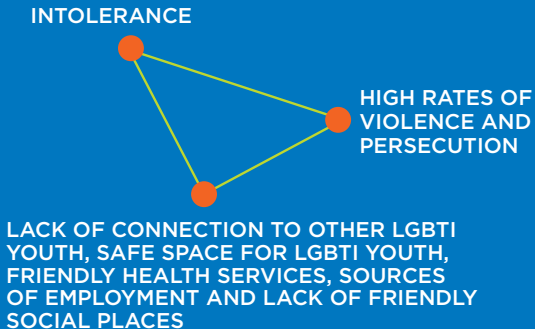 INTOLERANCE
HIGH RATES OF
VIOLENCE AND
PERSECUTION
LACK OF CONNECTION TO OTHER LGBTI
YOUTH, SAFE SPACE FOR LGBTI YOUTH,
FRIENDLY HEALTH SERVICES, SOURCES
OF EMPLOYMENT AND LACK OF FRIENDLY
SOCIAL PLACES